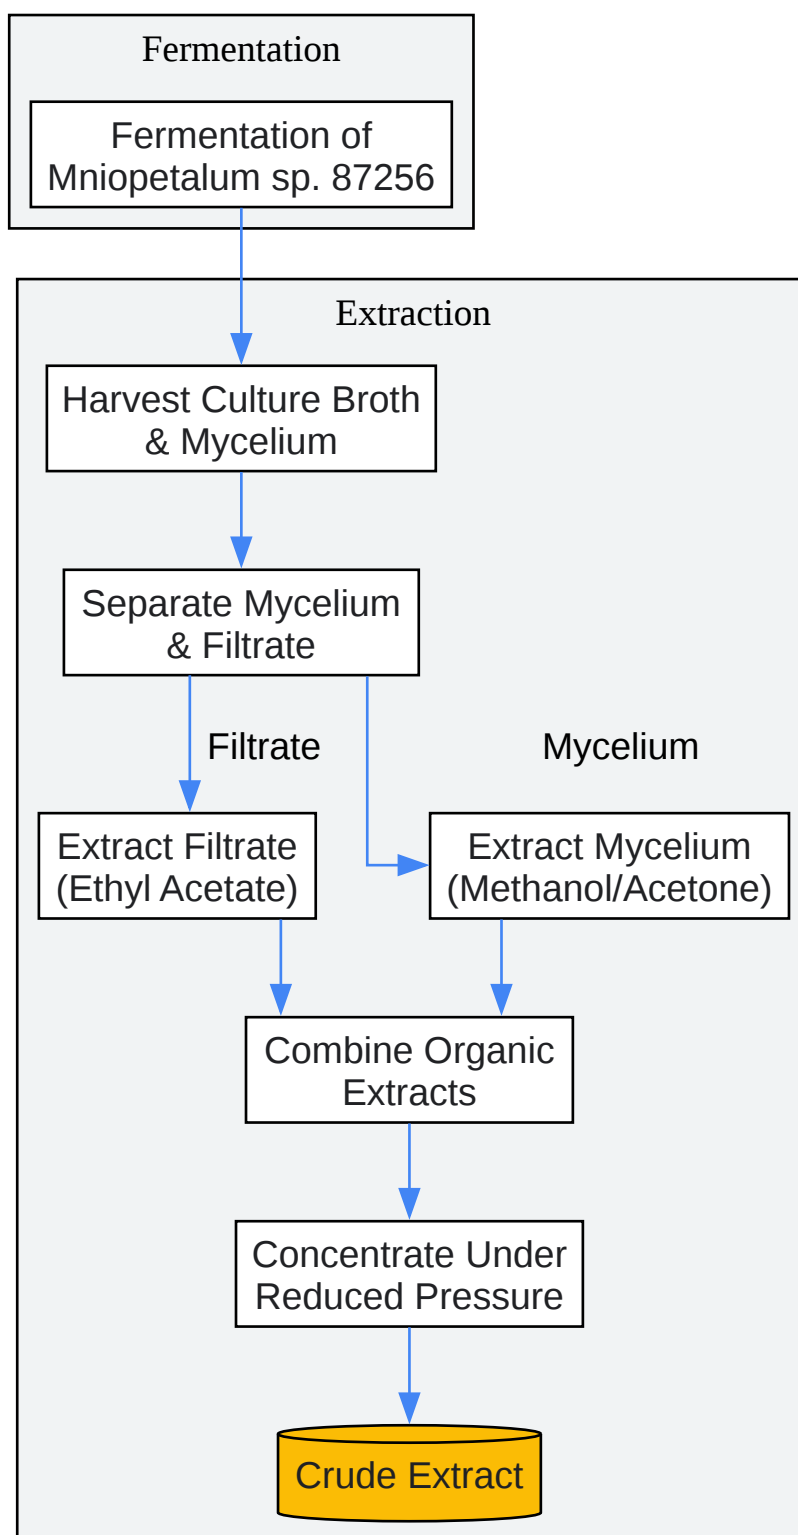 Fermentation
Fermentation of
Mniopetalum sp. 87256
Extraction
Harvest Culture Broth
& Mycelium
Separate Mycelium
& Filtrate
Filtrate
Mycelium
Extract Filtrate
(Ethyl Acetate)
Extract Mycelium
(Methanol/Acetone)
Combine Organic
Extracts
Concentrate Under
Reduced Pressure
Crude Extract